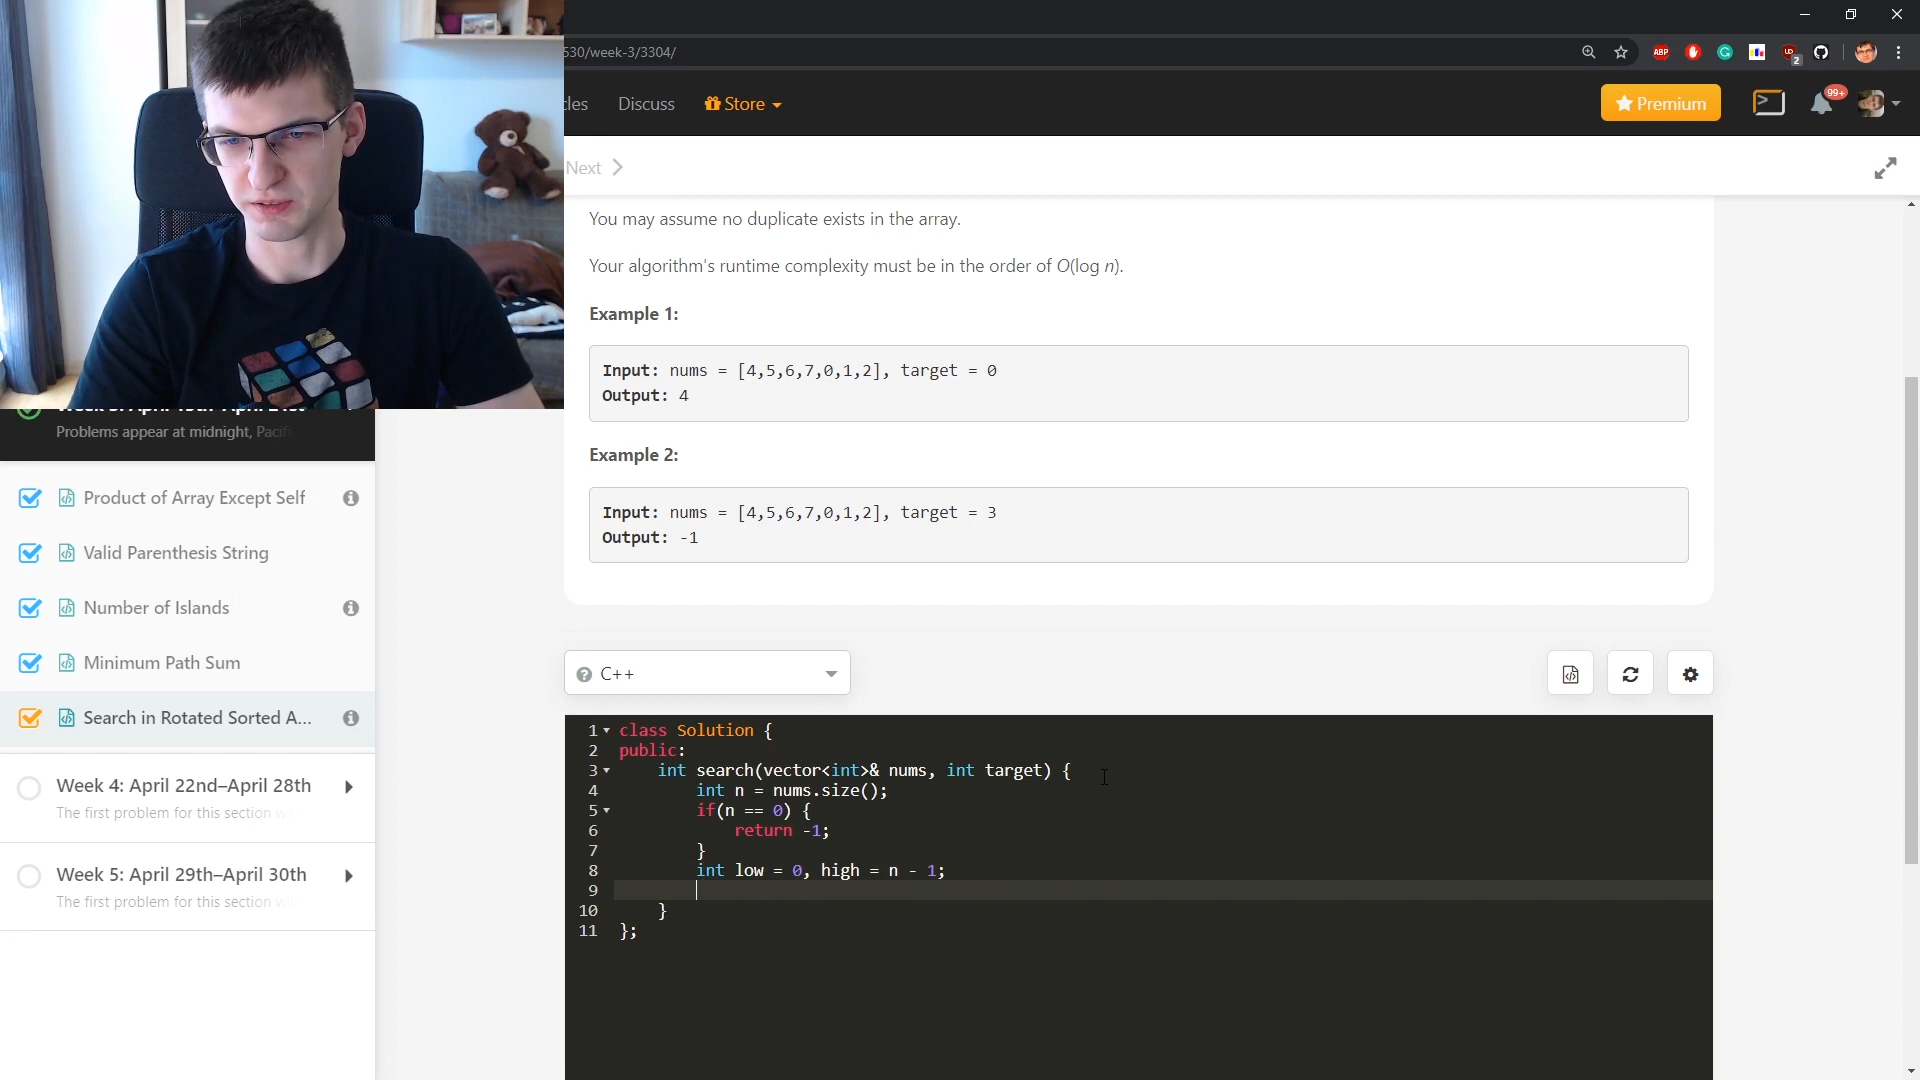 530/week-3/3304/
ABP
2
cles Discuss Store Premium 99+
Next
You may assume no duplicate exists in the array.
Your algorithm's runtime complexity must be in the order of O(log n).
Example 1:
Input: nums = [4,5,6,7,0,1,2], target = 0
Output: 4
Example 2:
Input: nums = [4,5,6,7,0,1,2], target = 3
Output: -1
Problems appear at midnight, Pacifi
Product of Array Except Self
Valid Parenthesis String
Number of Islands
Minimum Path Sum
Search in Rotated Sorted A...
Week 4: April 22nd–April 28th
The first problem for this section w
Week 5: April 29th–April 30th
The first problem for this section w
C++
1 class Solution {
2 public:
3 int search(vector<int>& nums, int target) {
4 int n = nums.size();
5 if(n == 0) {
6 return -1;
7 }
8 int low = 0, high = n - 1;
9
10 }
11 };